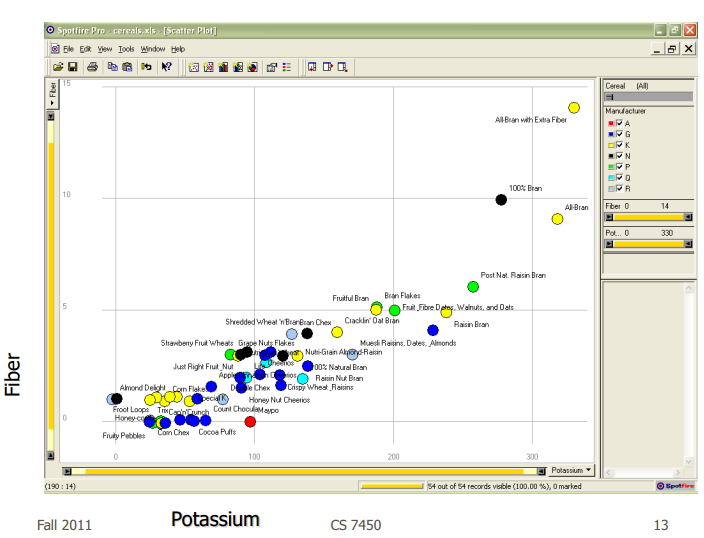 Spotfire Pro - cereals.xls - [Scatter Plot]
File Edit View Tools Window Help
Fiber
15
10
5
0
All-Bran with Extra Fiber
100% Bran
All-Bran
Post Nat. Raisin Bran
Fruitful Bran
Bran Flakes
Fruit_Fibre Dates, Walnuts, and Oats
Shredded Wheat 'n'Bran
Bran Chex
Cracklin' Oat Bran
Raisin Bran
Strawberry Fruit Wheats
Grape Nuts Flakes
Nutri-Grain Almond-Raisin
Muesli Raisins, Dates, _Almonds
Just Right Fruit_Nut
Life
Cheerios
100% Natural Bran
Raisin Nut Bran
Almond Delight
Corn Flakes
Double Chex
Crispy Wheat_Raisins
Special K
Honey Nut Cheerios
Froot Loops
Trix
Cap'n'Crunch
Count Chocula
Maypo
Fruity Pebbles
Corn Chex
Cocoa Puffs
0
100
200
300
Potassium
Cereal (All)
Manufacturer
A
G
K
N
P
Q
R
Fiber 0 14
Pot... 0 330
(190 : 14)
54 out of 54 records visible (100.00 %), 0 marked
Spotfire
Fiber
Potassium
Fall 2011
CS 7450
13